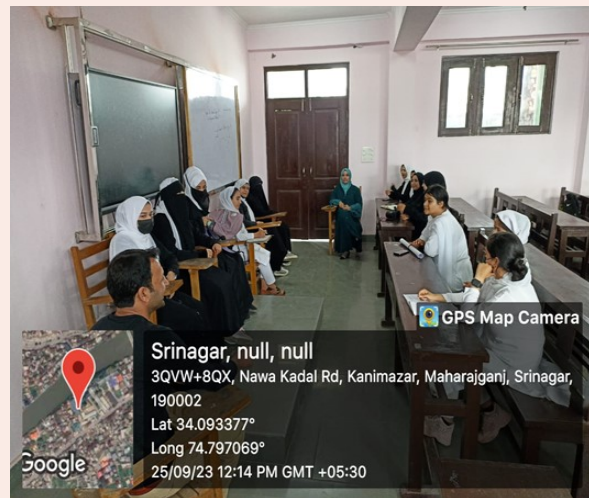 GPS Map Camera
Srinagar, null, null
3QVW+8QX, Nawa Kadal Rd, Kanimazar, Maharajganj, Srinagar,
190002
Lat 34.093377°
Long 74.797069°
25/09/23 12:14 PM GMT +05:30
Google